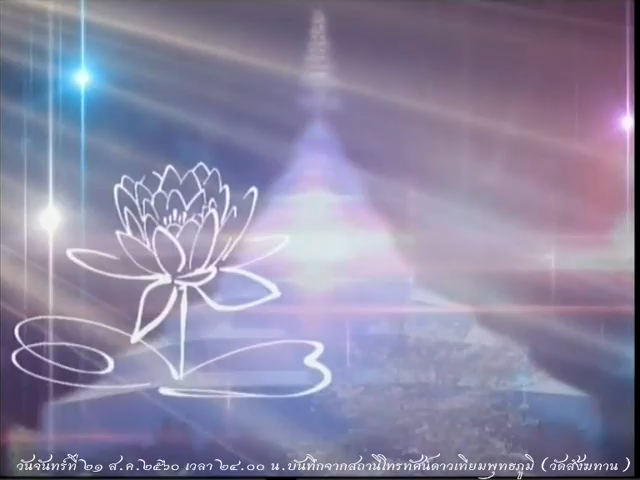 วันจันทร์ที่ ๒๑ ส.ค.๒๕๖๐ เวลา ๒๔.๐๐ น.บันทึกจากสถานีโทรทัศน์ดาวเทียมพุทธภูมิ (วัดสังฆทาน)